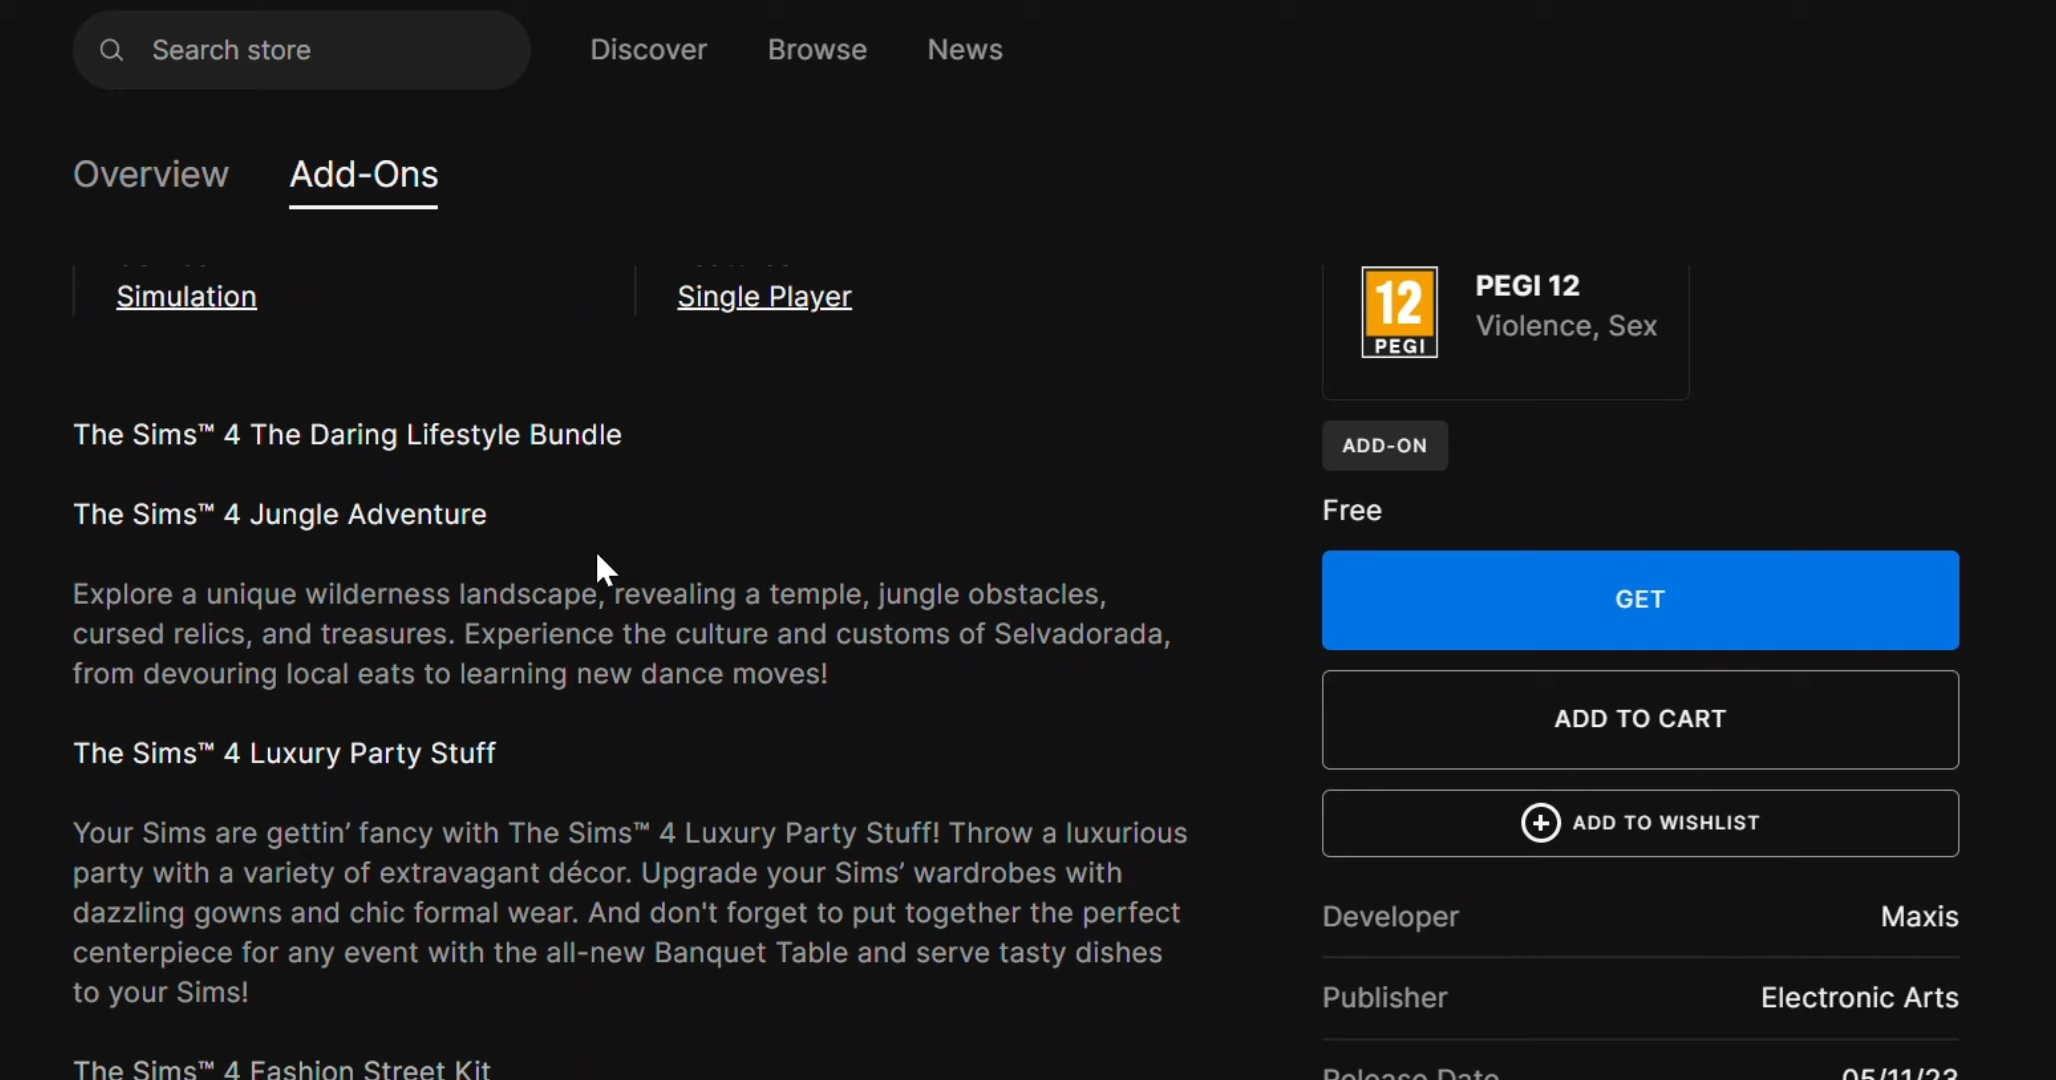 Search store
Discover
Browse
News
Overview
Add-Ons
Simulation
Single Player
12
PEGI
PEGI 12
Violence, Sex
The Sims™ 4 The Daring Lifestyle Bundle
The Sims™ 4 Jungle Adventure
Explore a unique wilderness landscape, revealing a temple, jungle obstacles,
cursed relics, and treasures. Experience the culture and customs of Selvadorada,
from devouring local eats to learning new dance moves!
The Sims™ 4 Luxury Party Stuff
Your Sims are gettin’ fancy with The Sims™ 4 Luxury Party Stuff! Throw a luxurious
party with a variety of extravagant décor. Upgrade your Sims’ wardrobes with
dazzling gowns and chic formal wear. And don't forget to put together the perfect
centerpiece for any event with the all-new Banquet Table and serve tasty dishes
to your Sims!
The Sims™ 4 Fashion Street Kit
ADD-ON
Free
GET
ADD TO CART
ADD TO WISHLIST
Developer
Maxis
Publisher
Electronic Arts
Release Date
05/11/23